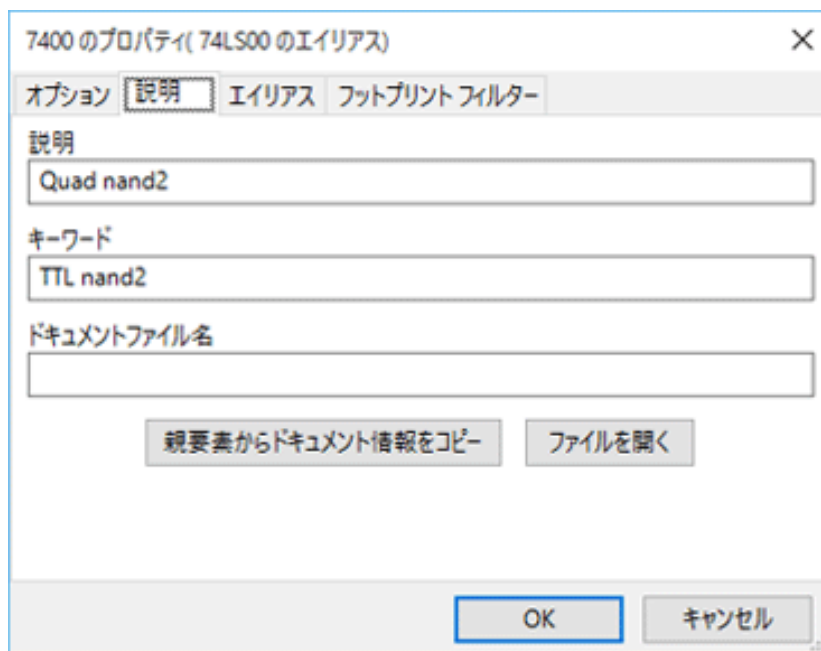 7400 のプロパティ( 74LS00 のエイリアス)
オプション 説明 エイリアス フットプリント フィルター
説明
Quad nand2
キーワード
TTL nand2
ドキュメントファイル名
親要素からドキュメント情報をコピー ファイルを開く
OK キャンセル